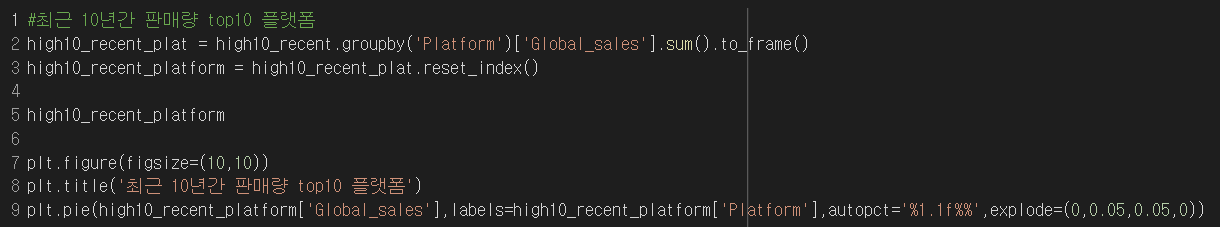 1 #최근 10년간 판매량 top10 플랫폼
2 high10_recent_plat = high10_recent.groupby('Platform')['Global_sales'].sum().to_frame()
3 high10_recent_platform = high10_recent_plat.reset_index()
4
5 high10_recent_platform
6
7 plt.figure(figsize=(10,10))
8 plt.title('최근 10년간 판매량 top10 플랫폼')
9 plt.pie(high10_recent_platform['Global_sales'],labels=high10_recent_platform['Platform'],autopct='%1.1f%%',explode=(0,0.05,0.05,0))